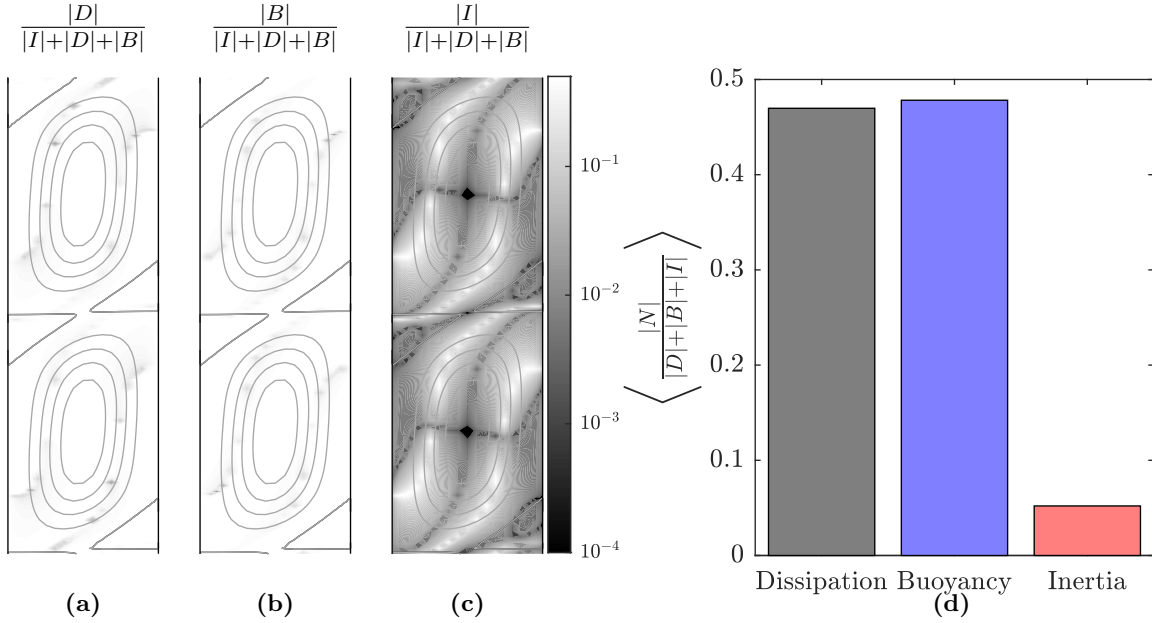 |D|
|I|+|D|+|B|
|B|
|I|+|D|+|B|
|I|
|I|+|D|+|B|
10⁻¹
10⁻²
10⁻³
10⁻⁴
⟨ |N|
|D|+|B|+|I| ⟩
0.5
0.4
0.3
0.2
0.1
0
Dissipation Buoyancy Inertia
(a) (b) (c) (d)